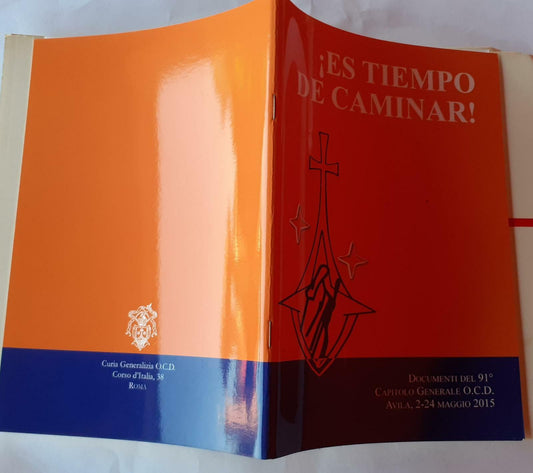 ¡ES TIEMPO
DE CAMINAR!
DOCUMENTI DEL 91°
CAPITOLO GENERALE O.C.D.
AVILA, 2-24 MAGGIO 2015
Curia Generalizia O.C.D.
Corso d'Italia, 38
ROMA